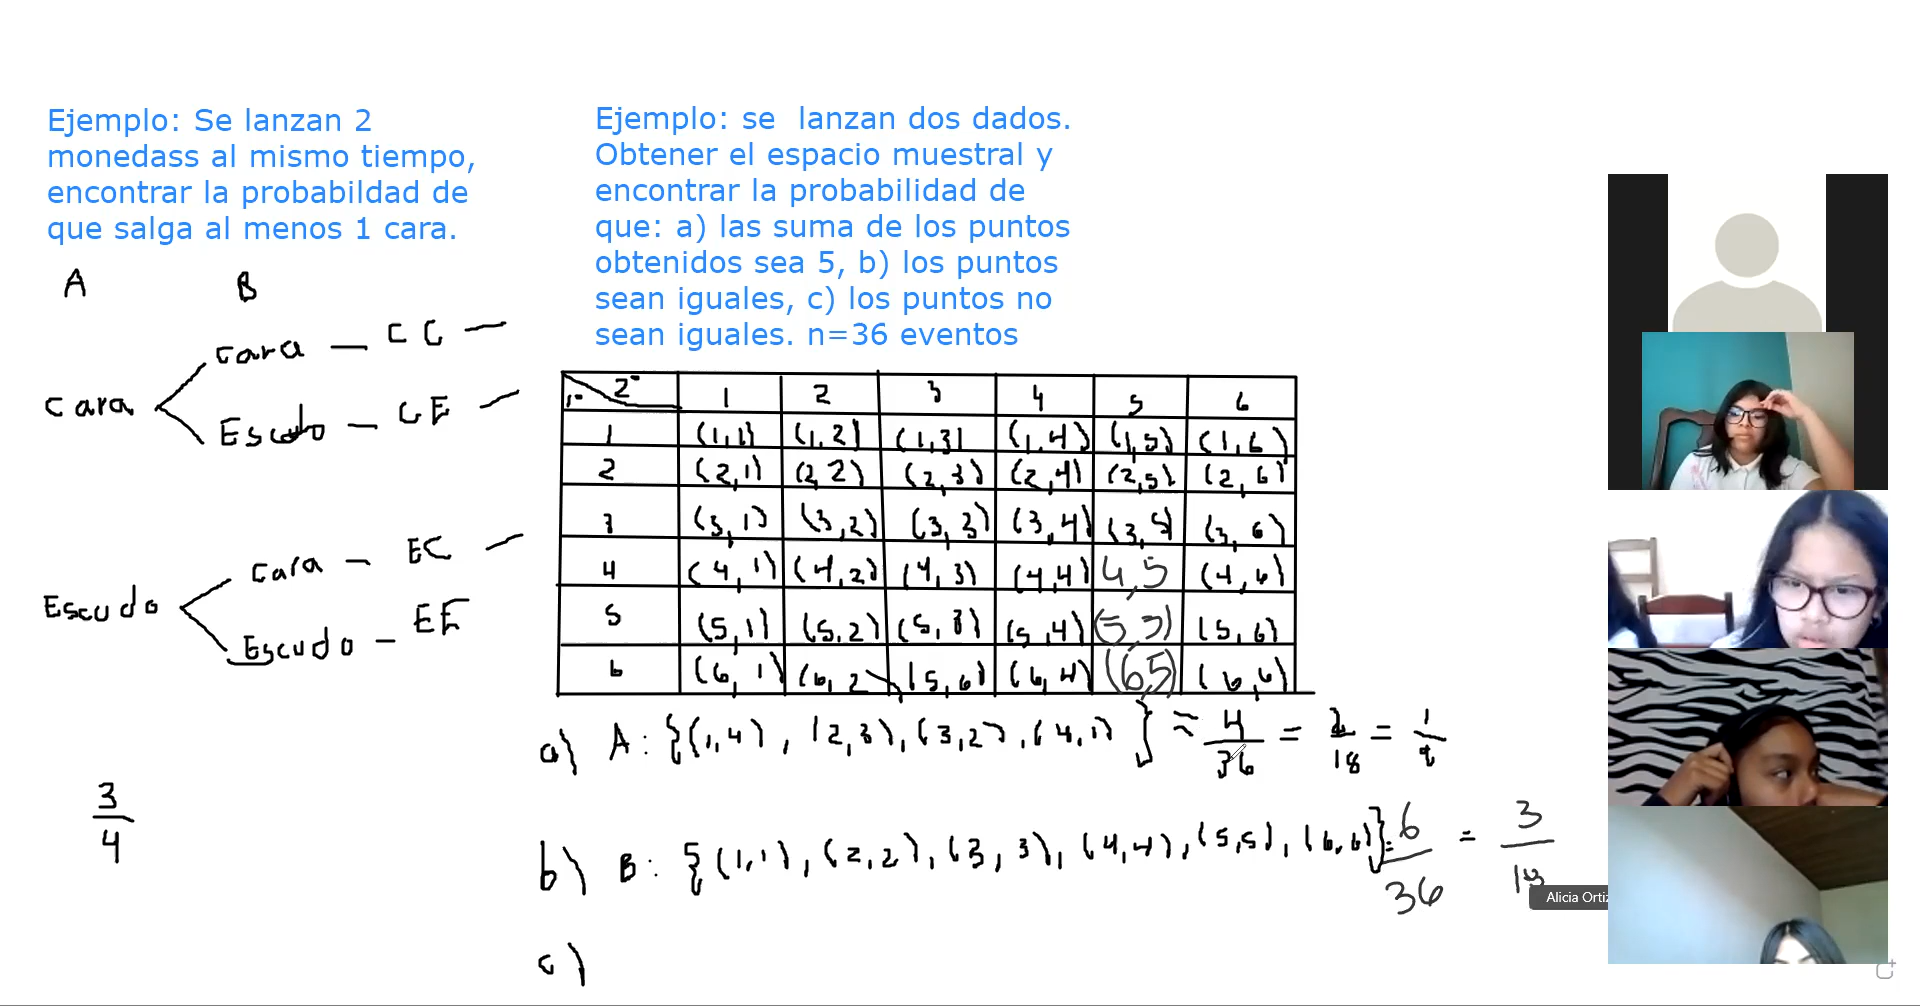 Ejemplo: Se lanzan 2
monedass al mismo tiempo,
encontrar la probabildad de
que salga al menos 1 cara.
A B
Cara — CC —
Cara
Escudo — CE —
Cara — EC —
Escudo
Escudo — EE
3
4
Ejemplo: se lanzan dos dados.
Obtener el espacio muestral y
encontrar la probabilidad de
que: a) las suma de los puntos
obtenidos sea 5, b) los puntos
sean iguales, c) los puntos no
sean iguales. n=36 eventos
1° 2° 1 2 3 4 5 6
1 (1,1) (1,2) (1,3) (1,4) (1,5) (1,6)
2 (2,1) (2,2) (2,3) (2,4) (2,5) (2,6)
3 (3,1) (3,2) (3,3) (3,4) (3,5) (3,6)
4 (4,1) (4,2) (4,3) (4,4) 4,5 (4,6)
5 (5,1) (5,2) (5,3) (5,4) (5,5) (5,6)
6 (6,1) (6,2 (5,6) (6,4) (6,5) (6,6)
a) A: {(1,4), (2,3), (3,2), (4,1)} = 4/36 = 2/18 = 1/9
b) B: {(1,1), (2,2), (3,3), (4,4), (5,5), (6,6)} = 6/36 = 3/18
c)
Alicia Ortiz